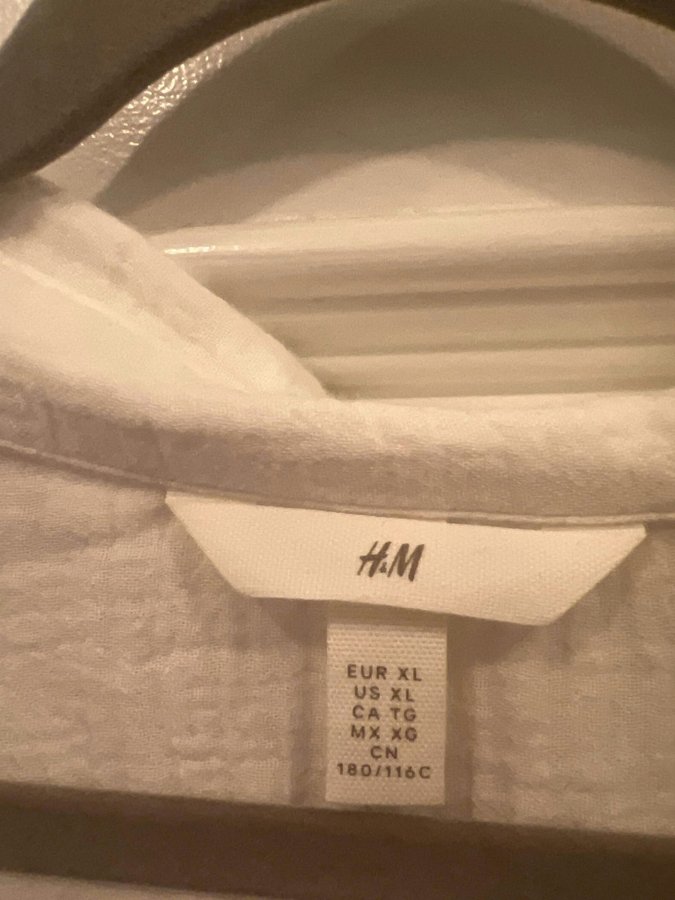 H&M
EUR XL
US XL
CA TG
MX XG
CN
180/116C